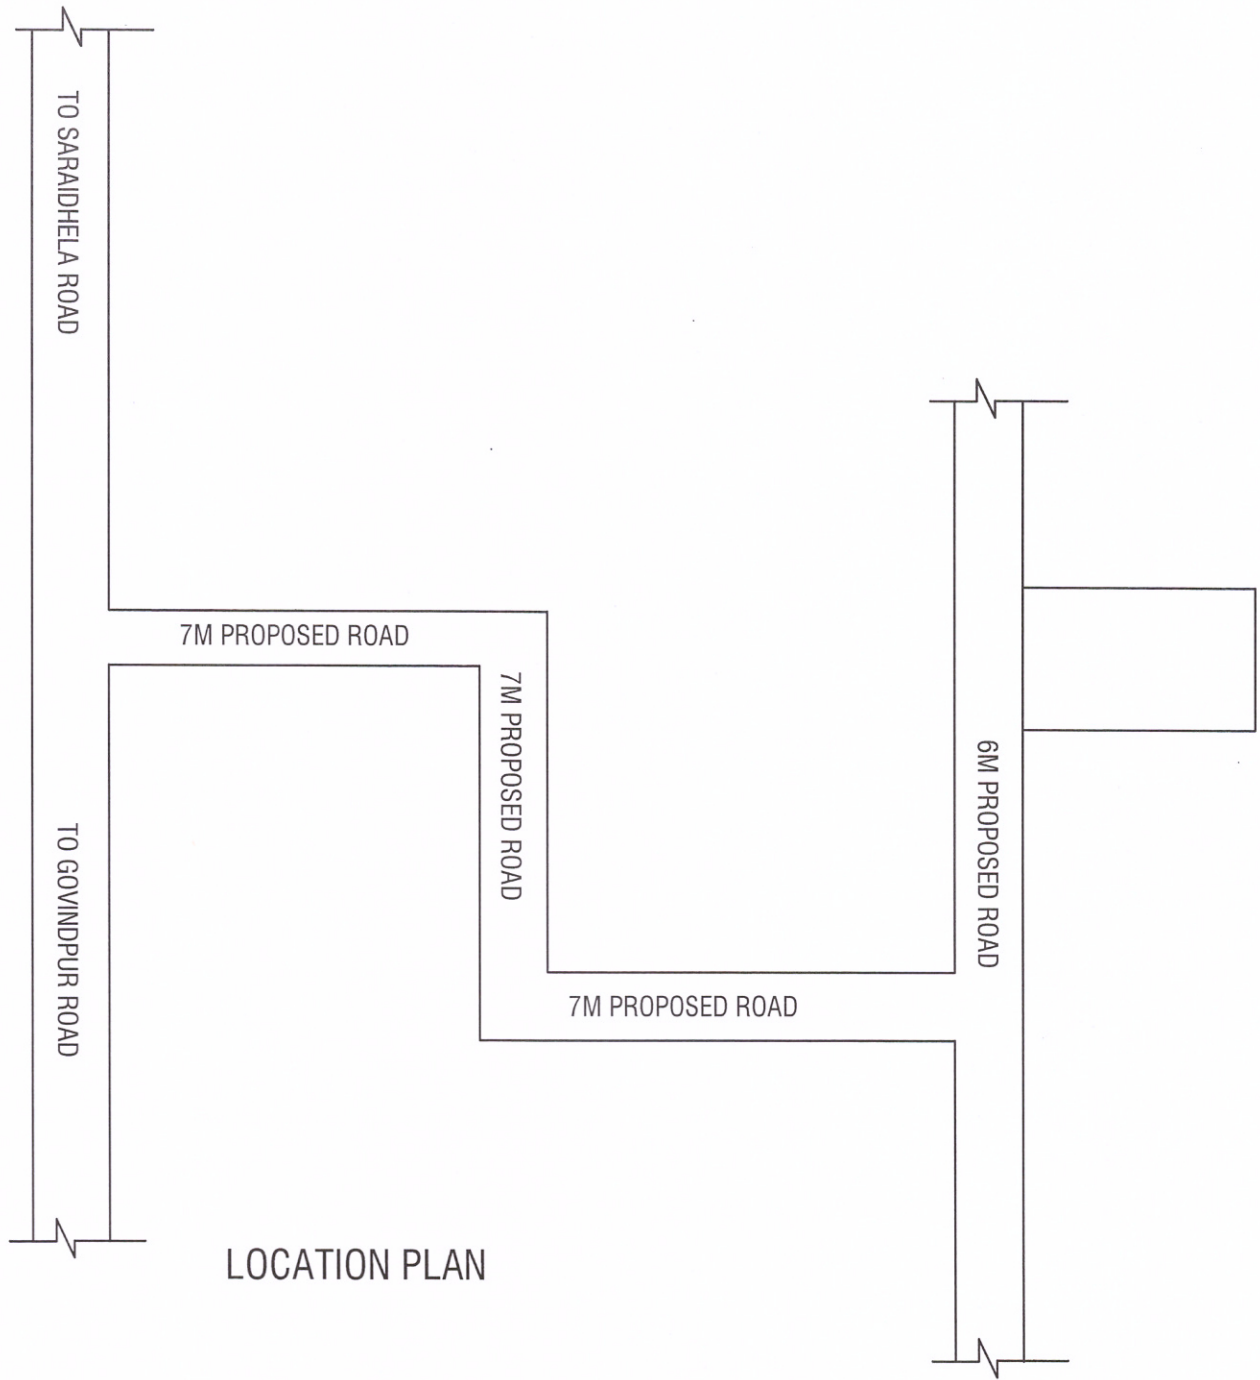 TO SARAIDHELA ROAD
7M PROPOSED ROAD
7M PROPOSED ROAD
6M PROPOSED ROAD
TO GOVINDPUR ROAD
7M PROPOSED ROAD
LOCATION PLAN